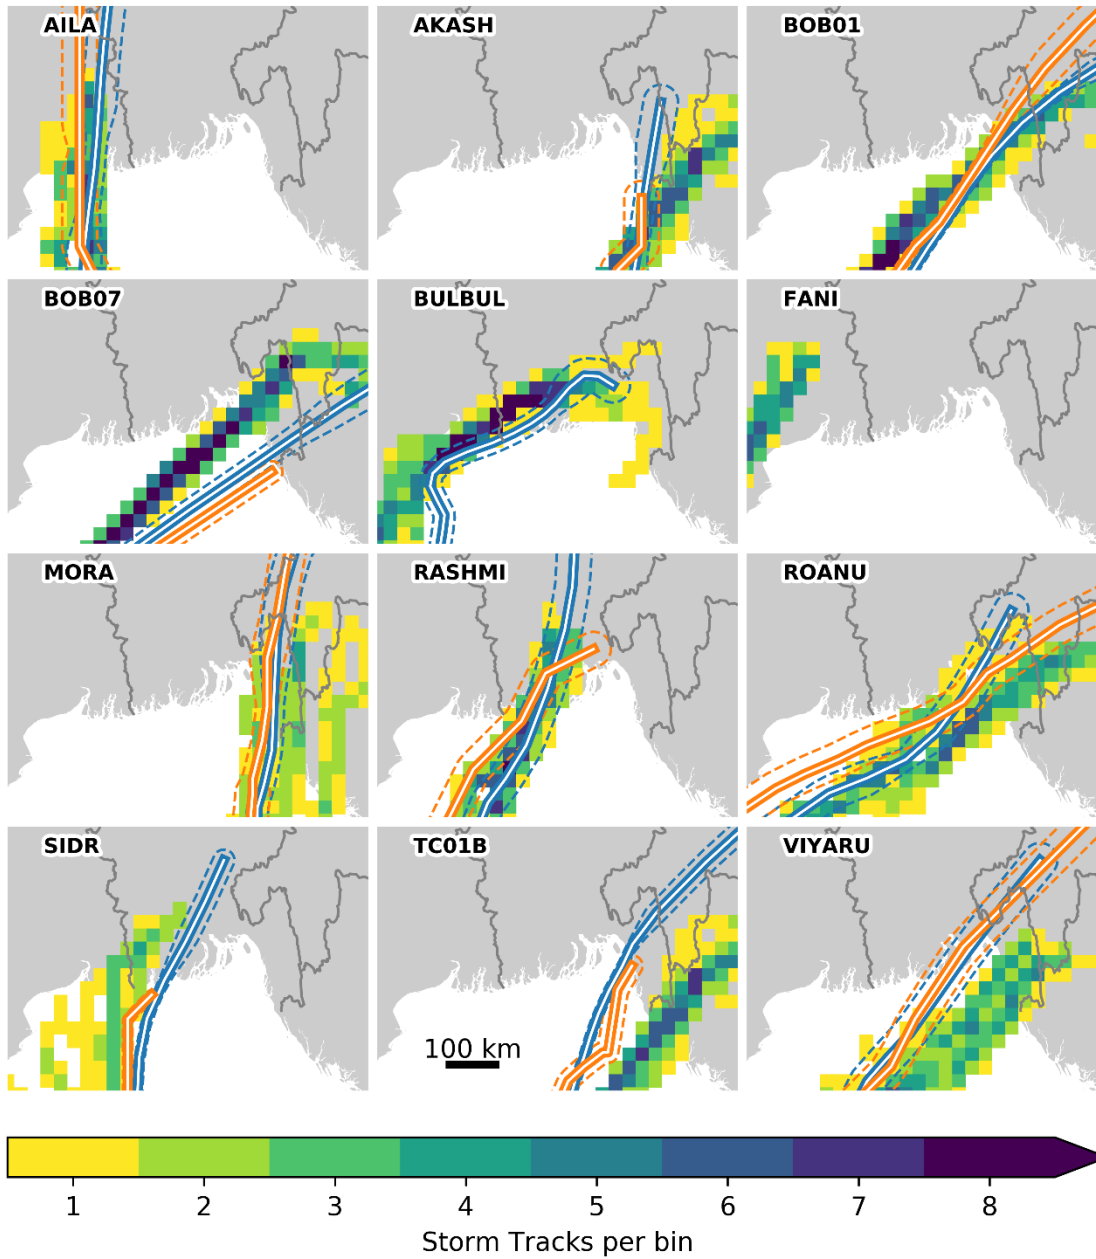 AILA
AKASH
BOB01
BOB07
BULBUL
FANI
MORA
RASHMI
ROANU
SIDR
TC01B
VIYARU
100 km
1 2 3 4 5 6 7 8
Storm Tracks per bin